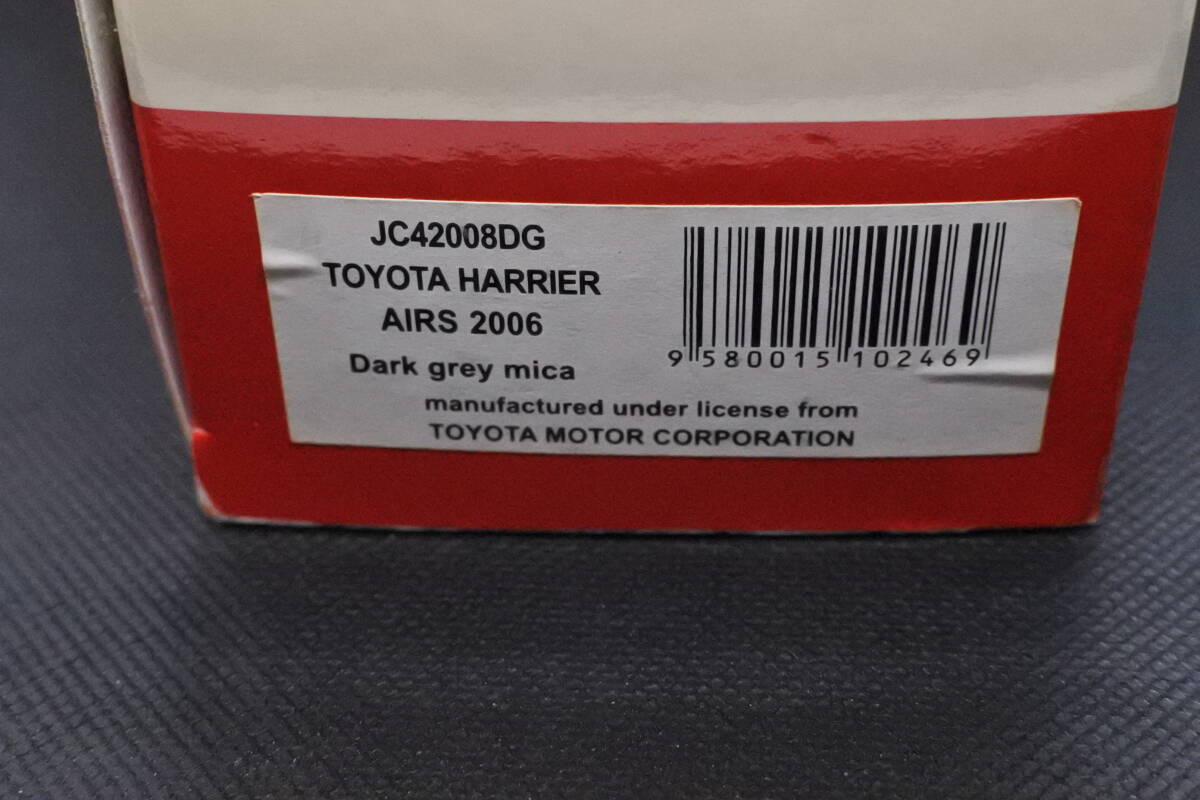 JC42008DG
TOYOTA HARRIER
AIRS 2006
Dark grey mica
9 580015 102469
manufactured under license from
TOYOTA MOTOR CORPORATION